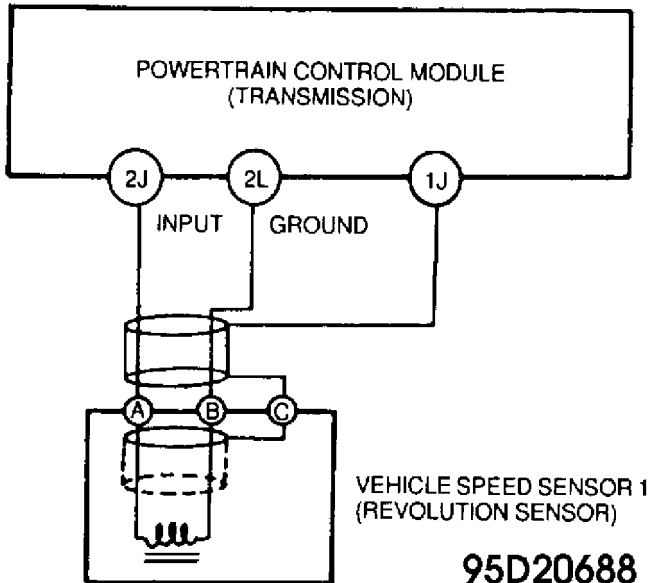 POWERTRAIN CONTROL MODULE
(TRANSMISSION)
2J
2L
1J
INPUT
GROUND
A
B
C
VEHICLE SPEED SENSOR 1
(REVOLUTION SENSOR)
95D20688